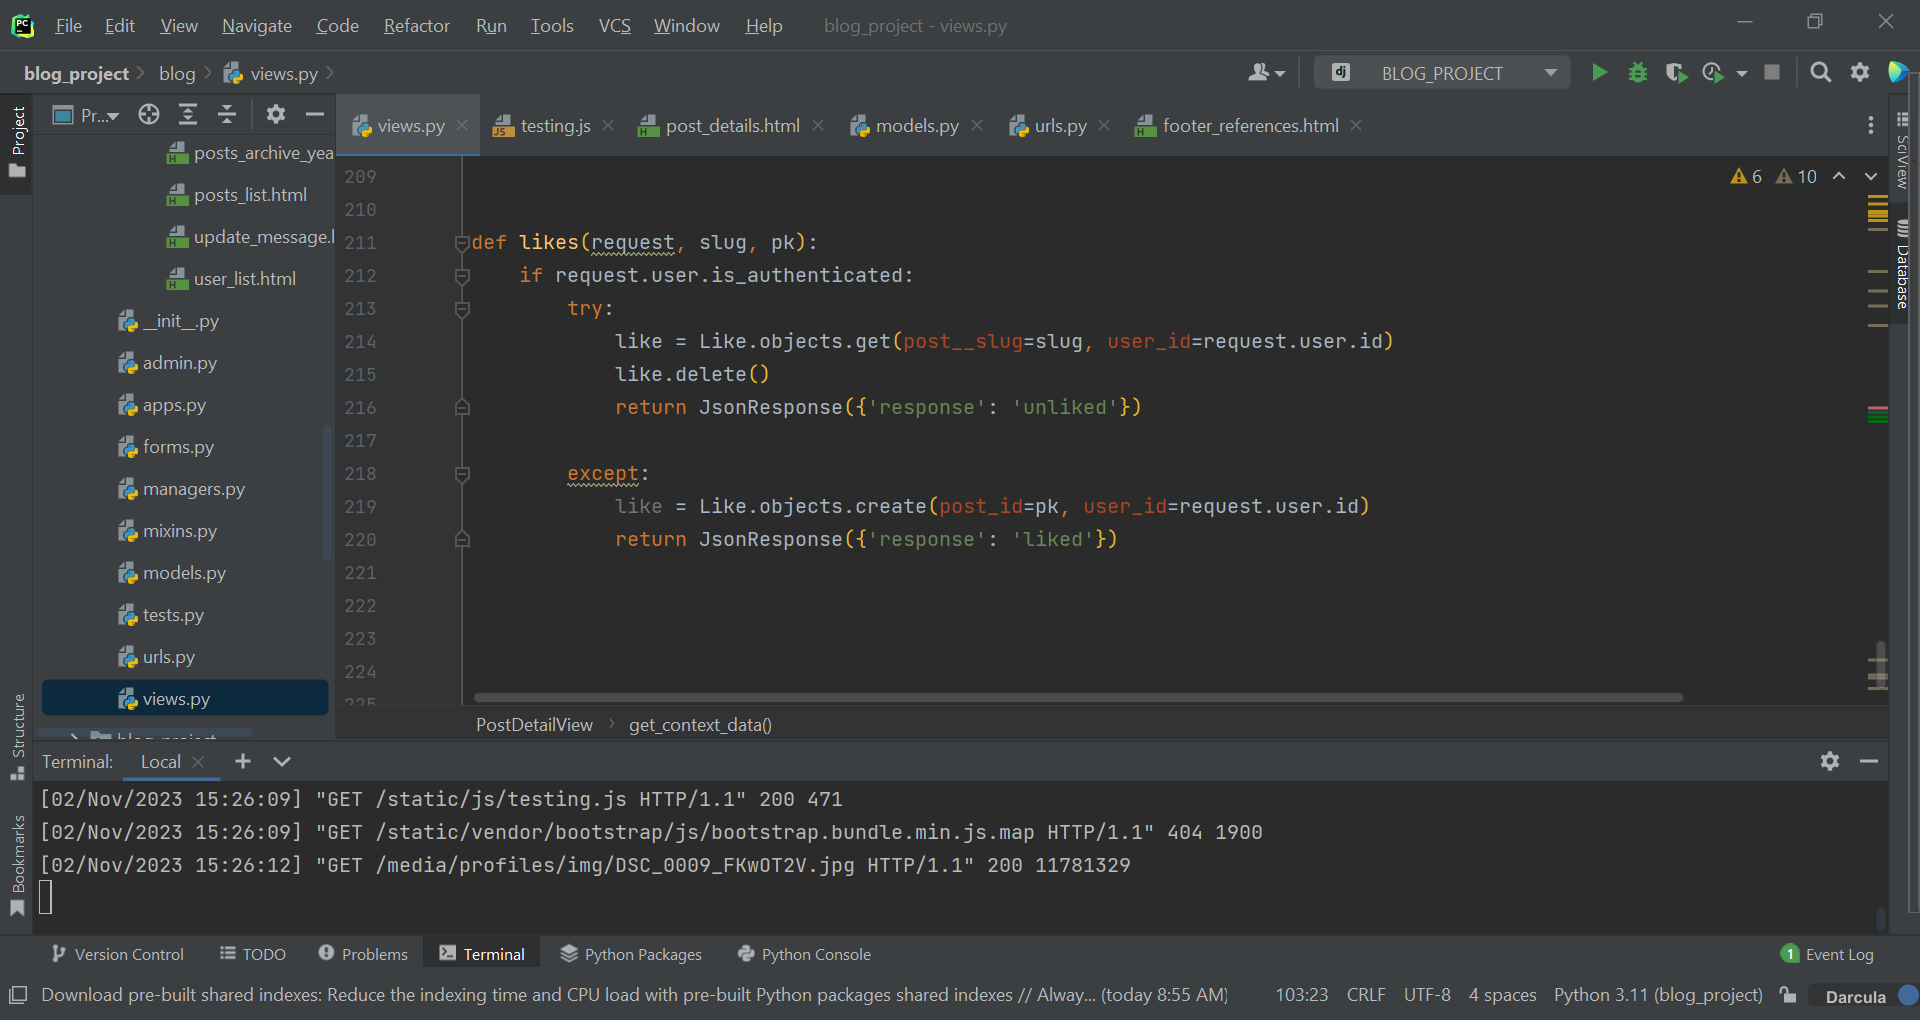 File Edit View Navigate Code Refactor Run Tools VCS Window Help blog_project - views.py
blog_project blog views.py BLOG_PROJECT
Project
Pr...
views.py testing.js post_details.html models.py urls.py footer_references.html
SciView
Database
posts_archive_yea
posts_list.html
update_message.
user_list.html
__init__.py
admin.py
apps.py
forms.py
managers.py
mixins.py
models.py
tests.py
urls.py
views.py
blog_project
6 10
209
210
211 def likes(request, slug, pk):
212 if request.user.is_authenticated:
213 try:
214 like = Like.objects.get(post__slug=slug, user_id=request.user.id)
215 like.delete()
216 return JsonResponse({'response': 'unliked'})
217
218 except:
219 like = Like.objects.create(post_id=pk, user_id=request.user.id)
220 return JsonResponse({'response': 'liked'})
221
222
223
224
225
PostDetailView get_context_data()
Structure
Bookmarks
Terminal: Local
[02/Nov/2023 15:26:09] "GET /static/js/testing.js HTTP/1.1" 200 471
[02/Nov/2023 15:26:09] "GET /static/vendor/bootstrap/js/bootstrap.bundle.min.js.map HTTP/1.1" 404 1900
[02/Nov/2023 15:26:12] "GET /media/profiles/img/DSC_0009_FKwOT2V.jpg HTTP/1.1" 200 11781329
Version Control TODO Problems Terminal Python Packages Python Console 1 Event Log
Download pre-built shared indexes: Reduce the indexing time and CPU load with pre-built Python packages shared indexes // Alway... (today 8:55 AM) 103:23 CRLF UTF-8 4 spaces Python 3.11 (blog_project) Darcula